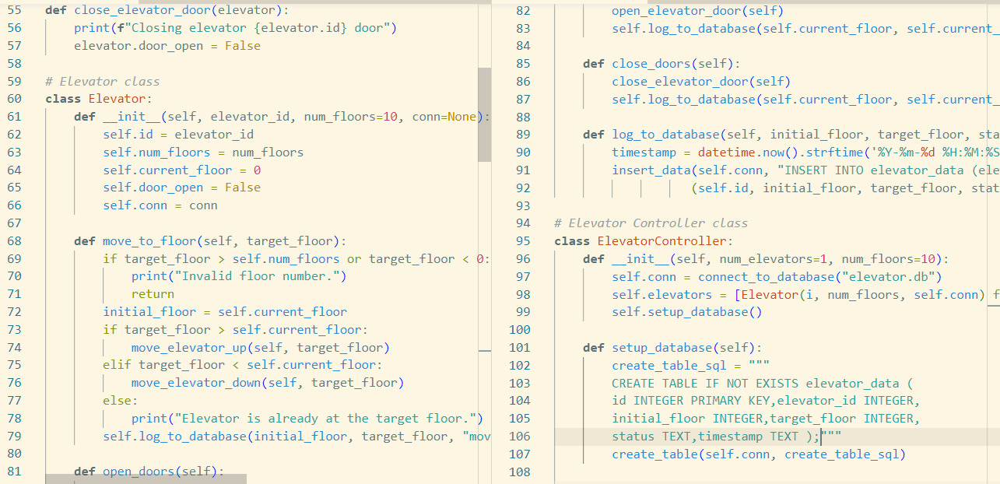 55 def close_elevator_door(elevator):
56     print(f"Closing elevator {elevator.id} door")
57     elevator.door_open = False
58
59 # Elevator class
60 class Elevator:
61     def __init__(self, elevator_id, num_floors=10, conn=None):
62         self.id = elevator_id
63         self.num_floors = num_floors
64         self.current_floor = 0
65         self.door_open = False
66         self.conn = conn
67
68     def move_to_floor(self, target_floor):
69         if target_floor > self.num_floors or target_floor < 0:
70             print("Invalid floor number.")
71             return
72         initial_floor = self.current_floor
73         if target_floor > self.current_floor:
74             move_elevator_up(self, target_floor)
75         elif target_floor < self.current_floor:
76             move_elevator_down(self, target_floor)
77         else:
78             print("Elevator is already at the target floor.")
79         self.log_to_database(initial_floor, target_floor, "mov
80
81     def open_doors(self):
82         open_elevator_door(self)
83         self.log_to_database(self.current_floor, self.current_
84
85     def close_doors(self):
86         close_elevator_door(self)
87         self.log_to_database(self.current_floor, self.current_
88
89     def log_to_database(self, initial_floor, target_floor, sta
90         timestamp = datetime.now().strftime('%Y-%m-%d %H:%M:%S
91         insert_data(self.conn, "INSERT INTO elevator_data (ele
92                     (self.id, initial_floor, target_floor, stat
93
94 # Elevator Controller class
95 class ElevatorController:
96     def __init__(self, num_elevators=1, num_floors=10):
97         self.conn = connect_to_database("elevator.db")
98         self.elevators = [Elevator(i, num_floors, self.conn) f
99         self.setup_database()
100
101     def setup_database(self):
102         create_table_sql = """
103         CREATE TABLE IF NOT EXISTS elevator_data (
104         id INTEGER PRIMARY KEY,elevator_id INTEGER,
105         initial_floor INTEGER,target_floor INTEGER,
106         status TEXT,timestamp TEXT );"""
107         create_table(self.conn, create_table_sql)
108